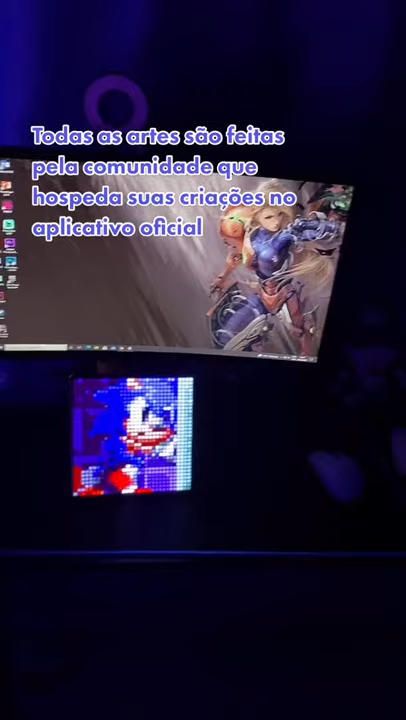 Todas as artes são feitas
pela comunidade que
hospeda suas criações no
aplicativo oficial